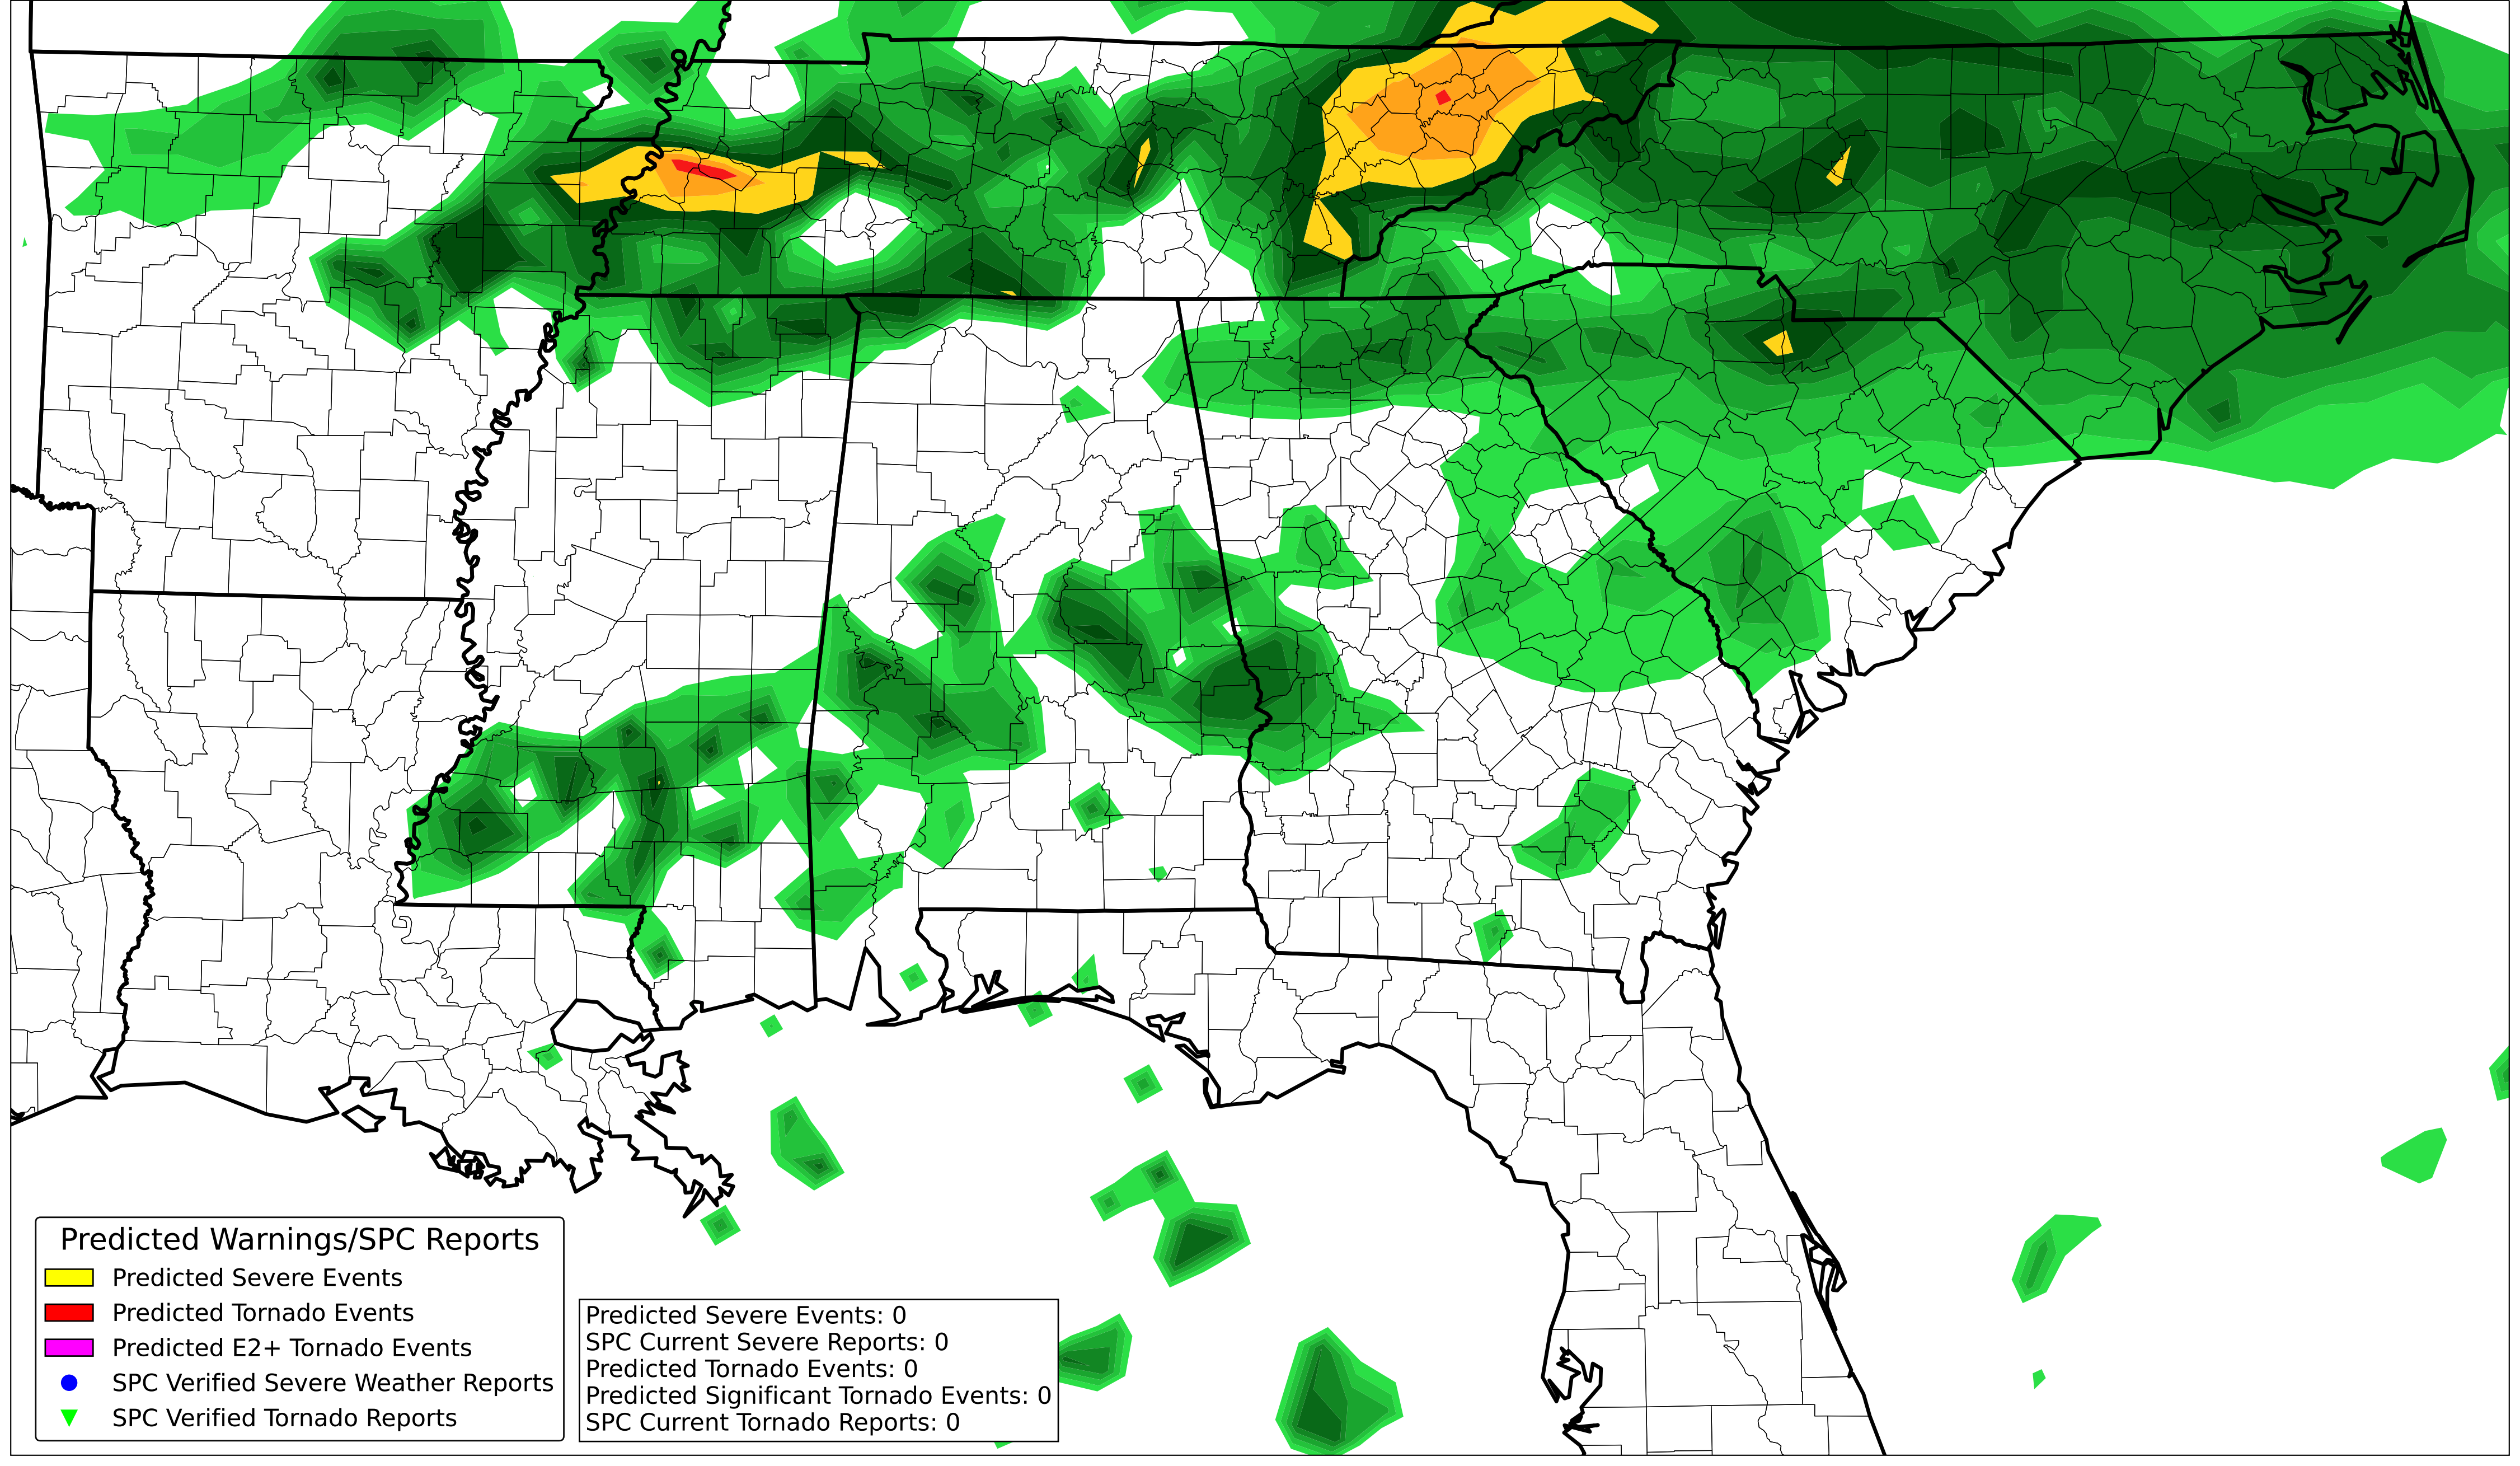 Predicted Warnings/SPC Reports
Predicted Severe Events
Predicted Tornado Events
Predicted E2+ Tornado Events
SPC Verified Severe Weather Reports
SPC Verified Tornado Reports
Predicted Severe Events: 0
SPC Current Severe Reports: 0
Predicted Tornado Events: 0
Predicted Significant Tornado Events: 0
SPC Current Tornado Reports: 0